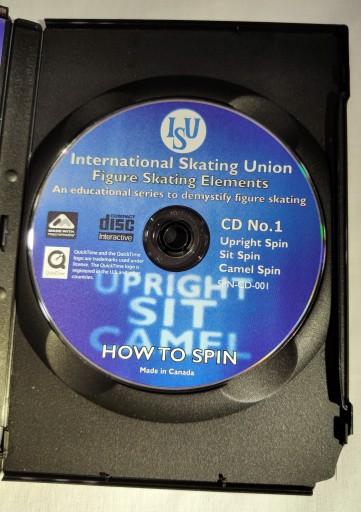 ISU
International Skating Union
Figure Skating Elements
An educational series to demystify figure skating
MADE WITH
COMPACT
disc
Interactive
CD No.1
Upright Spin
Sit Spin
Camel Spin
SPN-CD-001
QuickTime and the QuickTime
logo are trademarks used under
license. The QuickTime logo is
registered in the U.S. and other
countries.
UPRIGHT
SIT
CAMEL
HOW TO SPIN
Made in Canada